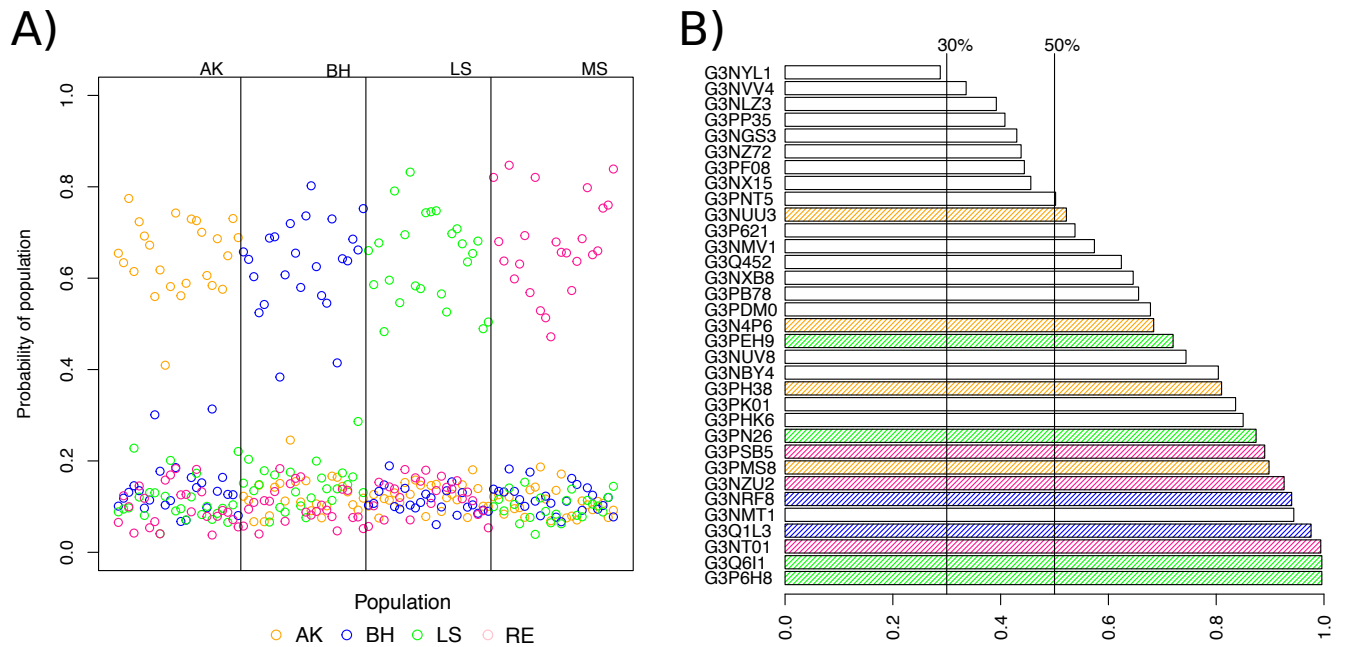 A)
AK BH LS MS
Probability of population
1.0
0.8
0.6
0.4
0.2
0.0
Population
AK BH LS RE
B)
30% 50%
G3NYL1
G3NVV4
G3NLZ3
G3PP35
G3NGS3
G3NZ72
G3PF08
G3NX15
G3PNT5
G3NUU3
G3P621
G3NMV1
G3Q452
G3NXB8
G3PB78
G3PDM0
G3N4P6
G3PEH9
G3NUV8
G3NBY4
G3PH38
G3PK01
G3PHK6
G3PN26
G3PSB5
G3PMS8
G3NZU2
G3NRF8
G3NMT1
G3Q1L3
G3NT01
G3Q6I1
G3P6H8
0.0 0.2 0.4 0.6 0.8 1.0